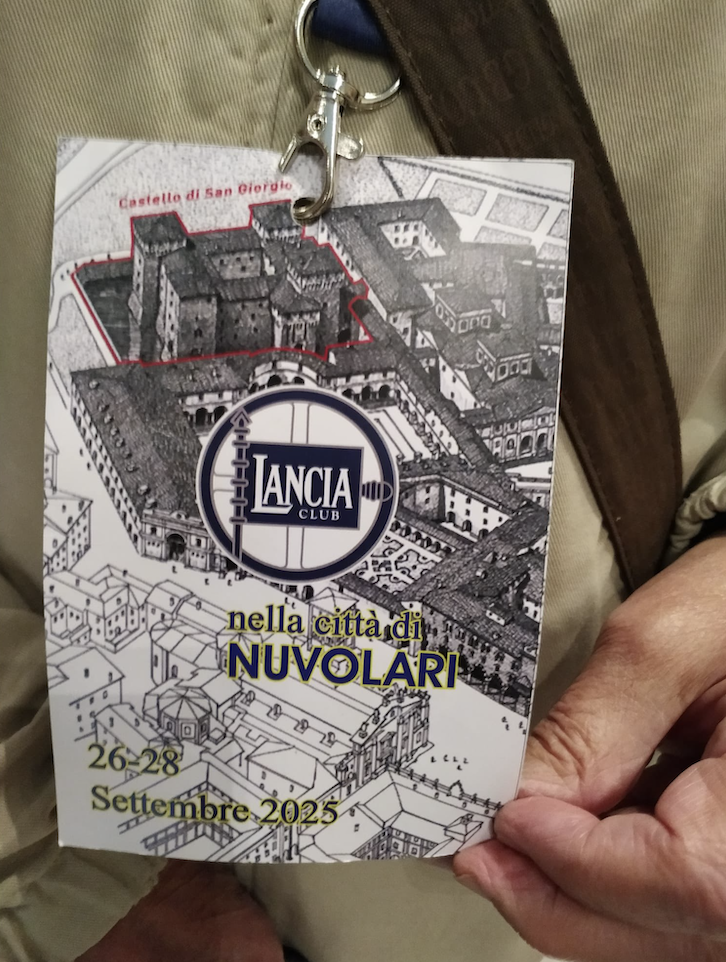 Castello di San Giorgio
LANCIA
CLUB
nella città di
NUVOLARI
26-28
Settembre 2025